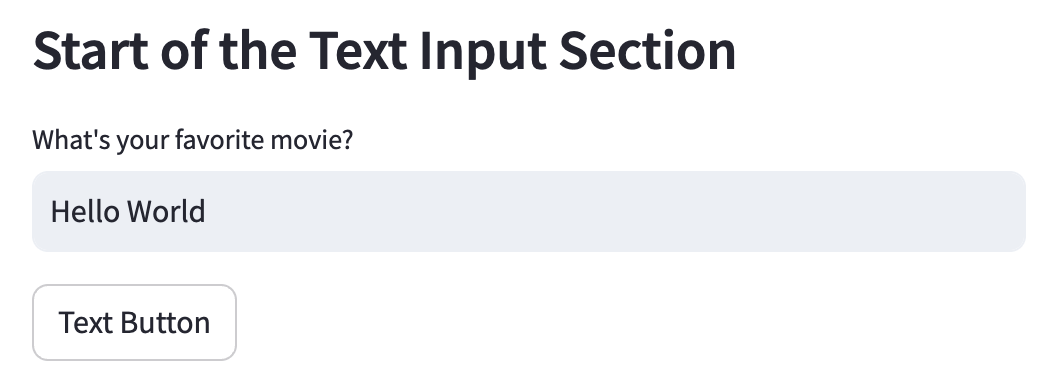 Start of the Text Input Section
What's your favorite movie?
Hello World
Text Button